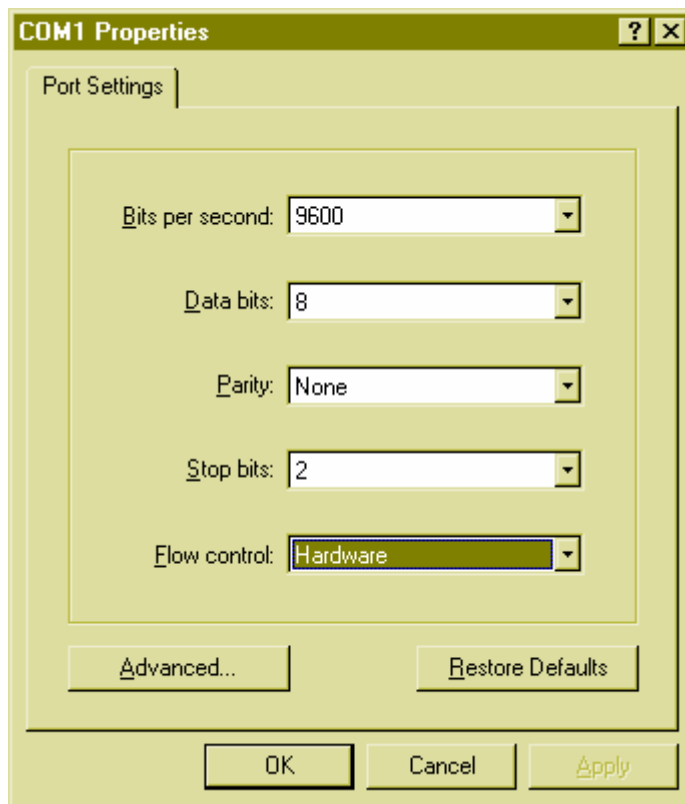 COM1 Properties
Port Settings
Bits per second: 9600
Data bits: 8
Parity: None
Stop bits: 2
Flow control: Hardware
Advanced... Restore Defaults
OK Cancel Apply